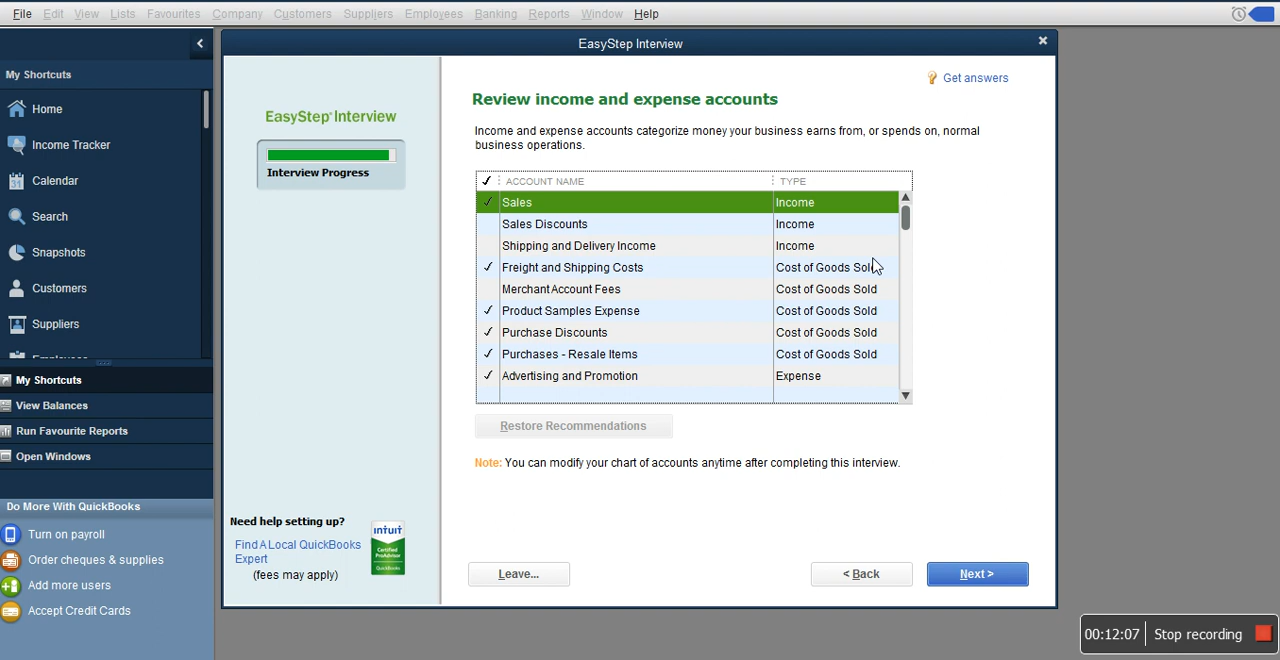 File Edit View Lists Favourites Company Customers Suppliers Employees Banking Reports Window Help
EasyStep Interview
My Shortcuts
Home
Income Tracker
Calendar
Search
Snapshots
Customers
Suppliers
Employees
My Shortcuts
View Balances
Run Favourite Reports
Open Windows
Do More With QuickBooks
Turn on payroll
Order cheques & supplies
Add more users
Accept Credit Cards
EasyStep Interview
Interview Progress
Need help setting up?
Find A Local QuickBooks
Expert
(fees may apply)
intuit
Certified
ProAdvisor
QuickBooks
Get answers
Review income and expense accounts
Income and expense accounts categorize money your business earns from, or spends on, normal
business operations.
✓ ACCOUNT NAME TYPE
✓ Sales Income
Sales Discounts Income
Shipping and Delivery Income Income
✓ Freight and Shipping Costs Cost of Goods Sold
Merchant Account Fees Cost of Goods Sold
✓ Product Samples Expense Cost of Goods Sold
✓ Purchase Discounts Cost of Goods Sold
✓ Purchases - Resale Items Cost of Goods Sold
✓ Advertising and Promotion Expense
Restore Recommendations
Note: You can modify your chart of accounts anytime after completing this interview.
Leave... < Back Next >
00:12:07 Stop recording